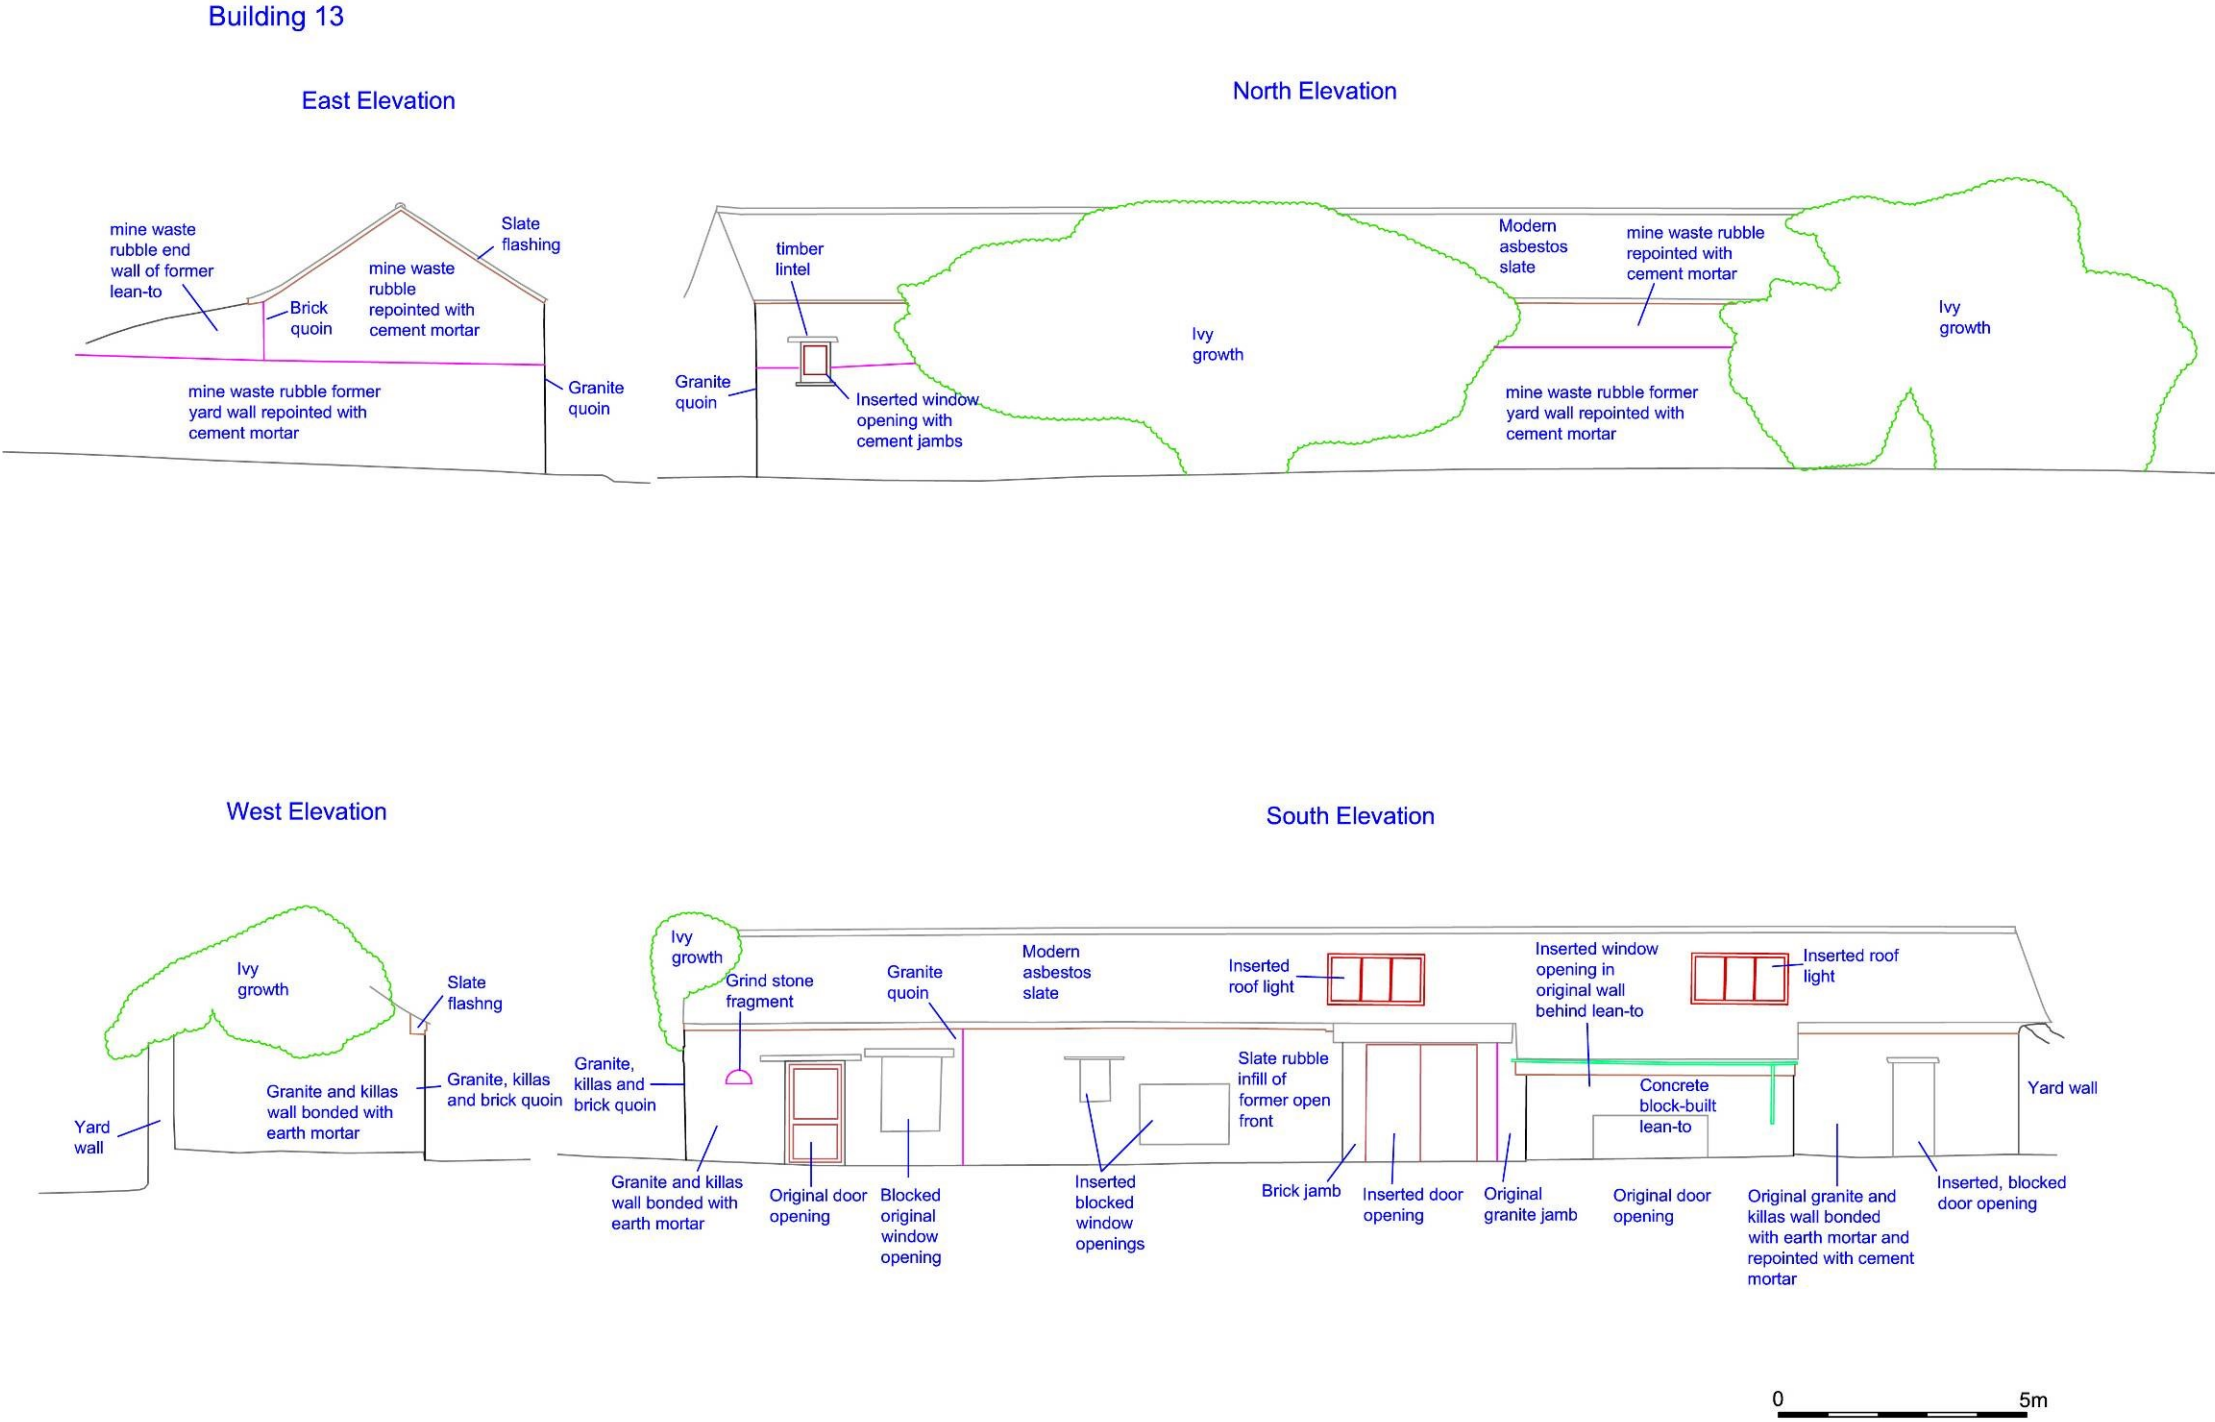 Building 13
East Elevation
mine waste
rubble end
wall of former
lean-to
Brick
quoin
mine waste
rubble
repointed with
cement mortar
Slate
flashing
mine waste rubble former
yard wall repointed with
cement mortar
Granite
quoin
North Elevation
timber
lintel
Granite
quoin
Inserted window
opening with
cement jambs
Ivy
growth
Modern
asbestos
slate
mine waste rubble
repointed with
cement mortar
mine waste rubble former
yard wall repointed with
cement mortar
Ivy
growth
West Elevation
Ivy
growth
Slate
flashng
Yard
wall
Granite and killas
wall bonded with
earth mortar
Granite, killas
and brick quoin
South Elevation
Ivy
growth
Grind stone
fragment
Granite
quoin
Modern
asbestos
slate
Inserted
roof light
Inserted window
opening in
original wall
behind lean-to
Inserted roof
light
Granite,
killas and
brick quoin
Slate rubble
infill of
former open
front
Concrete
block-built
lean-to
Yard wall
Granite and killas
wall bonded with
earth mortar
Original door
opening
Blocked
original
window
opening
Inserted
blocked
window
openings
Brick jamb
Inserted door
opening
Original
granite jamb
Original door
opening
Original granite and
killas wall bonded
with earth mortar and
repointed with cement
mortar
Inserted, blocked
door opening
0 5m